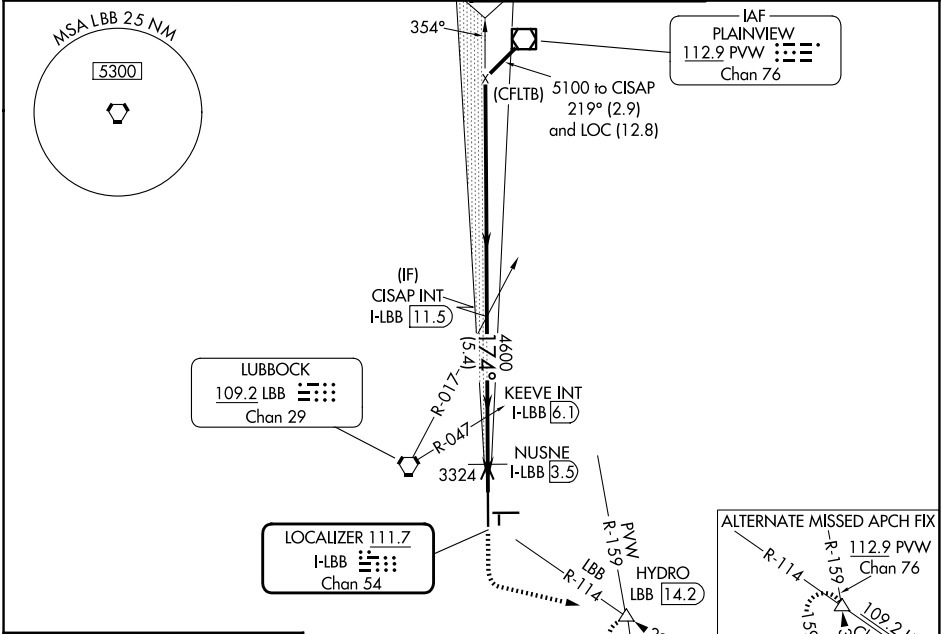 MSA LBB 25 NM
5300
354°
IAF
PLAINVIEW
112.9 PVW
Chan 76
(CFLTB)
5100 to CISAP
219° (2.9)
and LOC (12.8)
(IF)
CISAP INT
I-LBB 11.5
4600
174°
(5.4)
LUBBOCK
109.2 LBB
Chan 29
R-017
R-047
KEEVE INT
I-LBB 6.1
NUSNE
I-LBB 3.5
3324
LOCALIZER 111.7
I-LBB
Chan 54
PVW
R-159
LBB
R-114
HYDRO
LBB 14.2
ALTERNATE MISSED APCH FIX
R-114
R-159
112.9 PVW
Chan 76
109.2